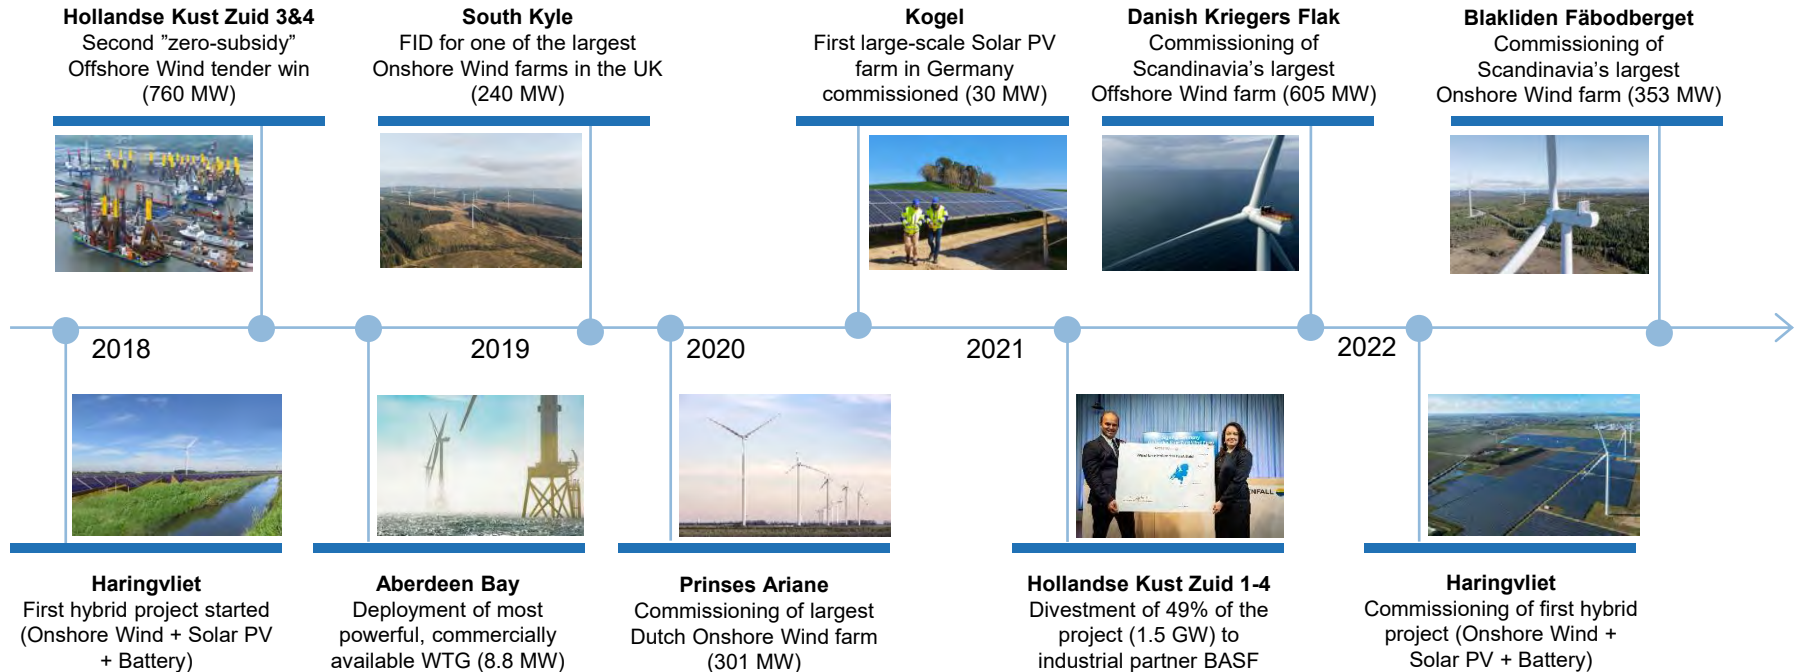 Hollandse Kust Zuid 3&4
Second ”zero-subsidy”
Offshore Wind tender win
(760 MW)
South Kyle
FID for one of the largest
Onshore Wind farms in the UK
(240 MW)
Kogel
First large-scale Solar PV
farm in Germany
commissioned (30 MW)
Danish Kriegers Flak
Commissioning of
Scandinavia’s largest
Offshore Wind farm (605 MW)
Blakliden Fäbodberget
Commissioning of
Scandinavia’s largest
Onshore Wind farm (353 MW)
2018
2019
2020
2021
2022
Haringvliet
First hybrid project started
(Onshore Wind + Solar PV
+ Battery)
Aberdeen Bay
Deployment of most
powerful, commercially
available WTG (8.8 MW)
Prinses Ariane
Commissioning of largest
Dutch Onshore Wind farm
(301 MW)
ENFALL
Hollandse Kust Zuid 1-4
Divestment of 49% of the
project (1.5 GW) to
industrial partner BASF
Haringvliet
Commissioning of first hybrid
project (Onshore Wind +
Solar PV + Battery)